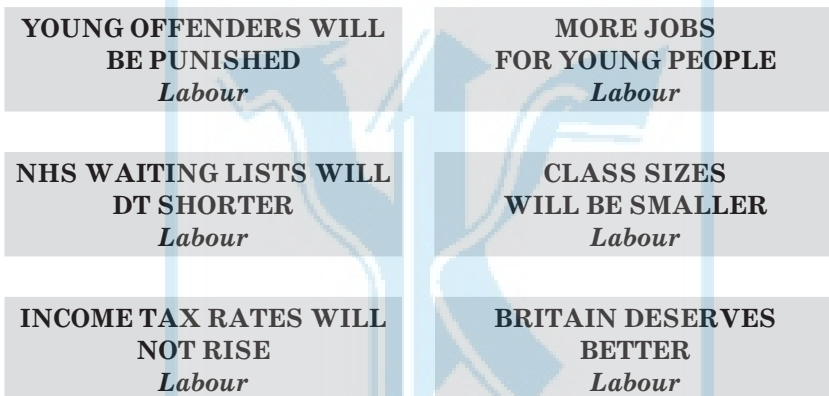 YOUNG OFFENDERS WILL
BE PUNISHED
Labour
MORE JOBS
FOR YOUNG PEOPLE
Labour
NHS WAITING LISTS WILL
DT SHORTER
Labour
CLASS SIZES
WILL BE SMALLER
Labour
INCOME TAX RATES WILL
NOT RISE
Labour
BRITAIN DESERVES
BETTER
Labour